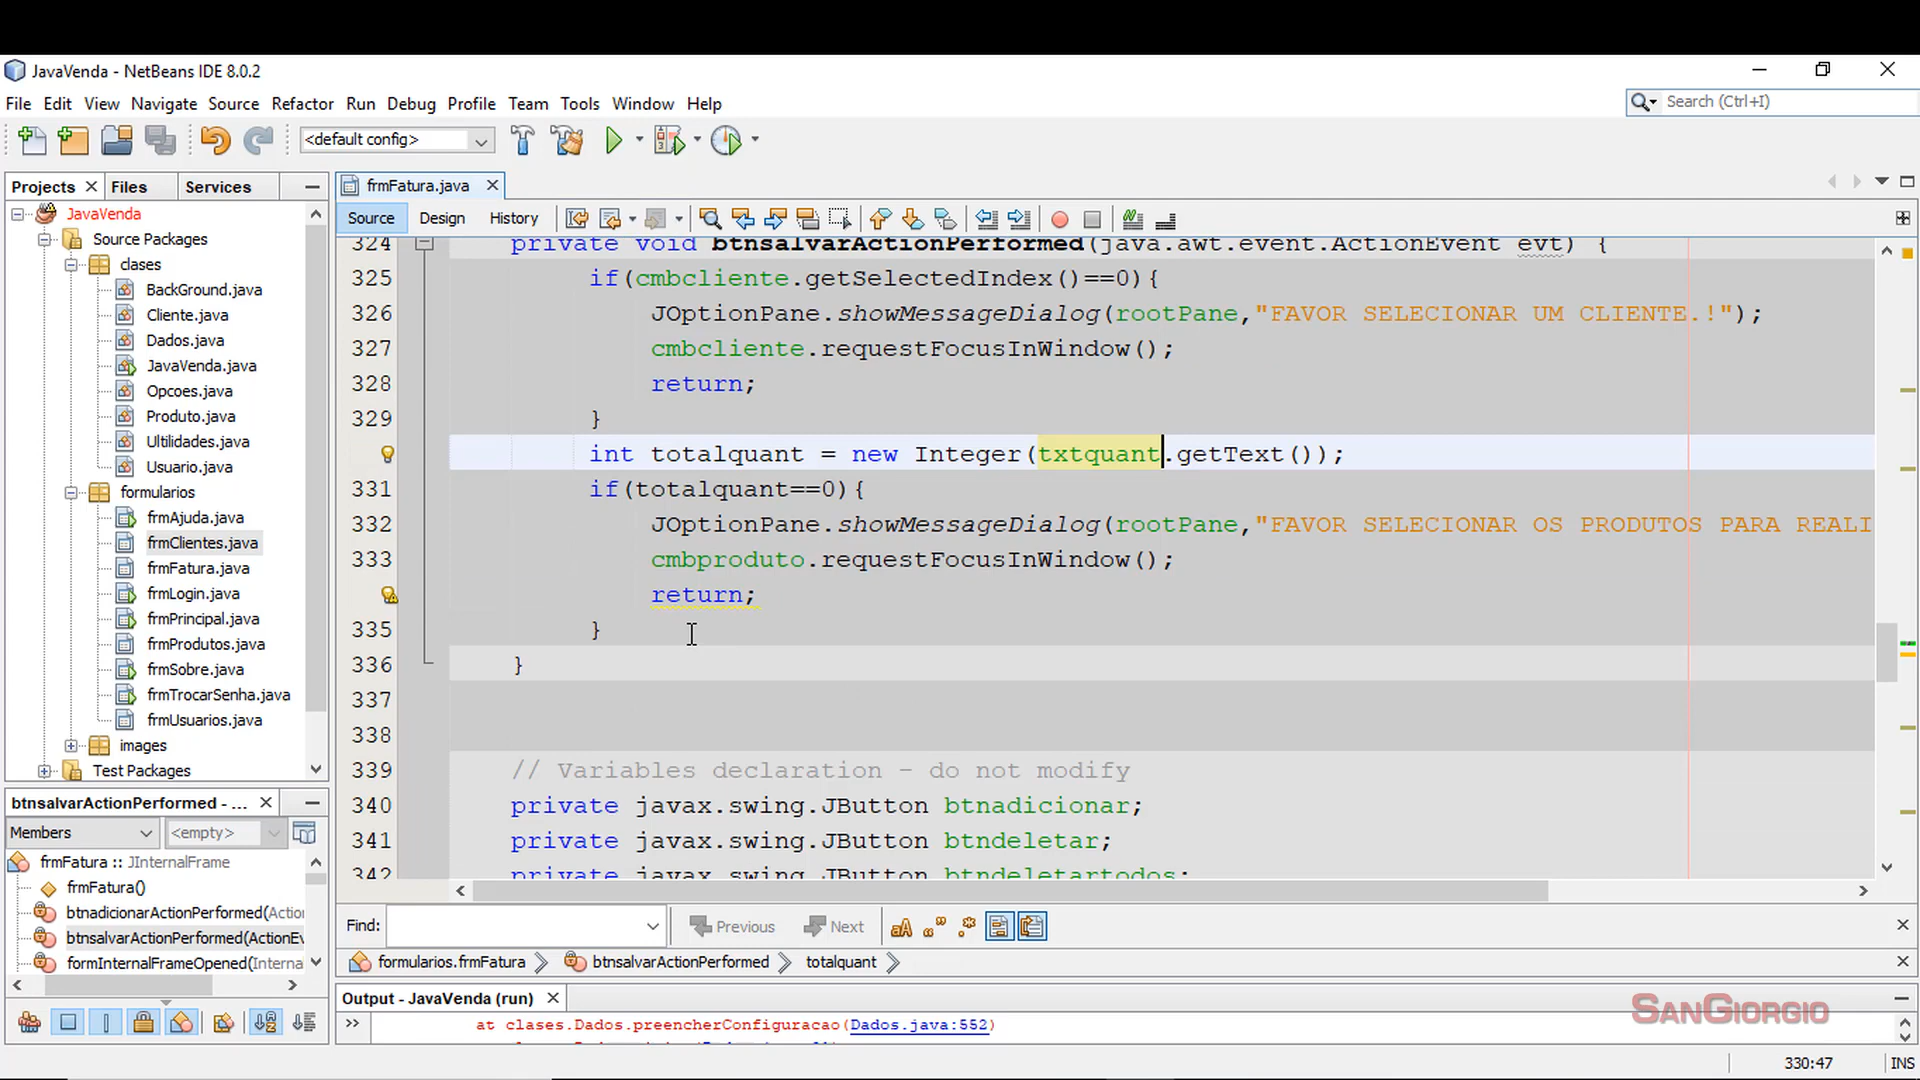 JavaVenda - NetBeans IDE 8.0.2
File Edit View Navigate Source Refactor Run Debug Profile Team Tools Window Help
Search (Ctrl+I)
<default config>
Projects Files Services
frmFatura.java
Source Design History
JavaVenda
Source Packages
clases
BackGround.java
Cliente.java
Dados.java
JavaVenda.java
Opcoes.java
Produto.java
Ultilidades.java
Usuario.java
formularios
frmAjuda.java
frmClientes.java
frmFatura.java
frmLogin.java
frmPrincipal.java
frmProdutos.java
frmSobre.java
frmTrocarSenha.java
frmUsuarios.java
images
Test Packages
324 private void btnsalvarActionPerformed(java.awt.event.ActionEvent evt) {
325 if(cmbcliente.getSelectedIndex()==0){
326 JOptionPane.showMessageDialog(rootPane,"FAVOR SELECIONAR UM CLIENTE.!");
327 cmbcliente.requestFocusInWindow();
328 return;
329 }
int totalquant = new Integer(txtquant.getText());
331 if(totalquant==0){
332 JOptionPane.showMessageDialog(rootPane,"FAVOR SELECIONAR OS PRODUTOS PARA REALI
333 cmbproduto.requestFocusInWindow();
return;
335 }
336 }
337
338
339 // Variables declaration - do not modify
340 private javax.swing.JButton btnadicionar;
341 private javax.swing.JButton btndeletar;
342 private javax.swing.JButton btndeletartodos;
btnsalvarActionPerformed - ...
Members <empty>
frmFatura :: JInternalFrame
frmFatura()
btnadicionarActionPerformed(Action
btnsalvarActionPerformed(ActionEv
formInternalFrameOpened(Interna
Find: Previous Next
formularios.frmFatura btnsalvarActionPerformed totalquant
Output - JavaVenda (run)
at clases.Dados.preencherConfiguracao(Dados.java:552)
SanGiorgio
330:47 INS